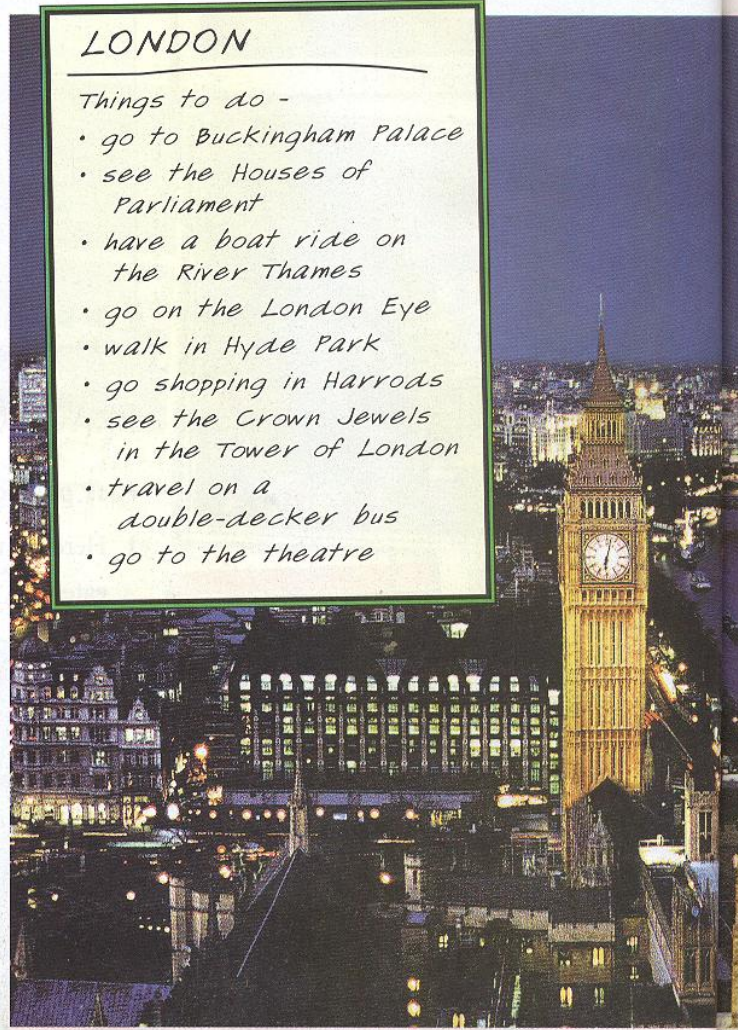 LONDON
Things to do -
• go to Buckingham Palace
• see the Houses of
Parliament
• have a boat ride on
the River Thames
• go on the London Eye
• walk in Hyde Park
• go shopping in Harrods
• see the Crown Jewels
in the Tower of London
• travel on a
double-decker bus
• go to the theatre